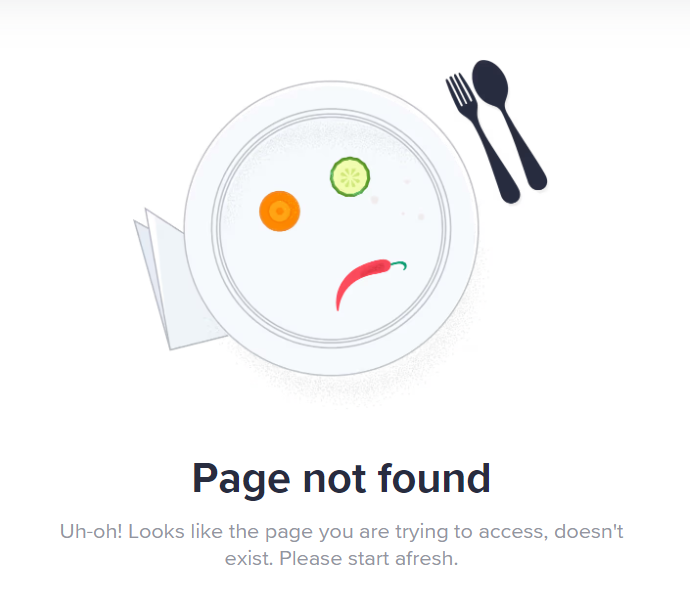 Page not found
Uh-oh! Looks like the page you are trying to access, doesn't
exist. Please start afresh.